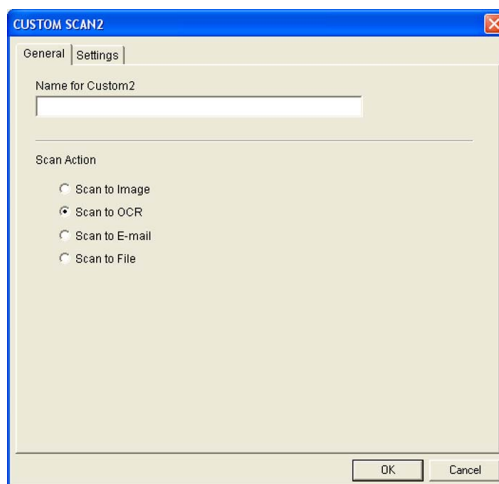 CUSTOM SCAN2
General Settings
Name for Custom2
Scan Action
Scan to Image
Scan to OCR
Scan to E-mail
Scan to File
OK Cancel